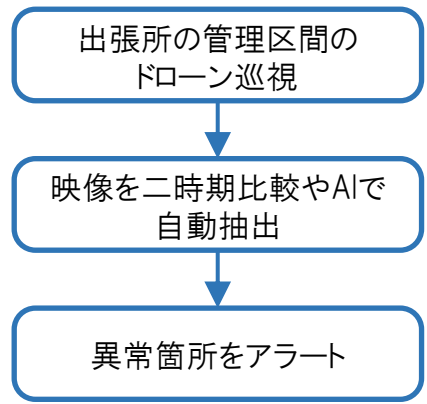 出張所の管理区間の
ドローン巡視
映像を二時期比較やAIで
自動抽出
異常箇所をアラート